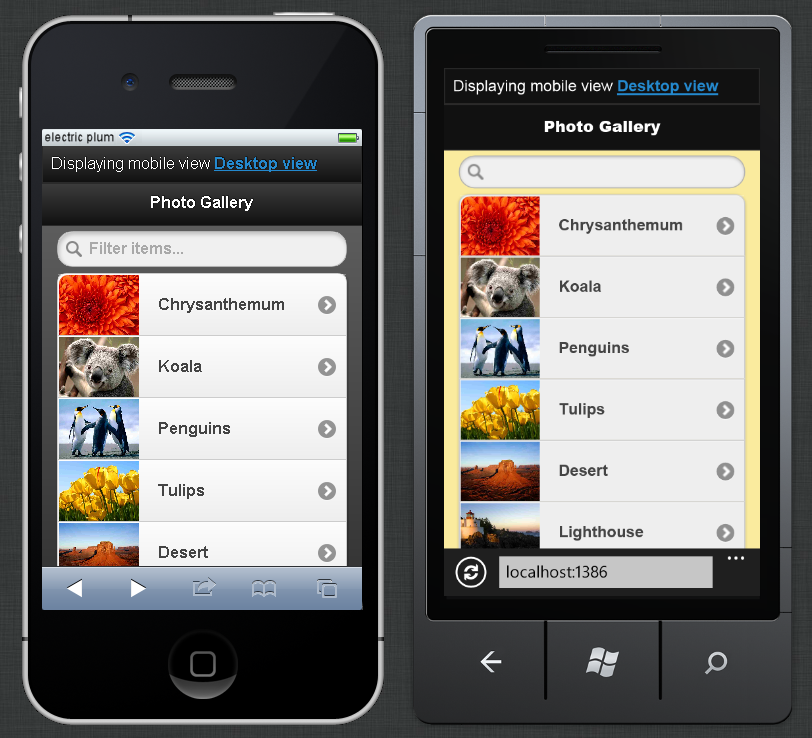 electric plum
Displaying mobile view Desktop view
Photo Gallery
Filter items...
Chrysanthemum
Koala
Penguins
Tulips
Desert
Displaying mobile view Desktop view
Photo Gallery
Chrysanthemum
Koala
Penguins
Tulips
Desert
Lighthouse
localhost:1386